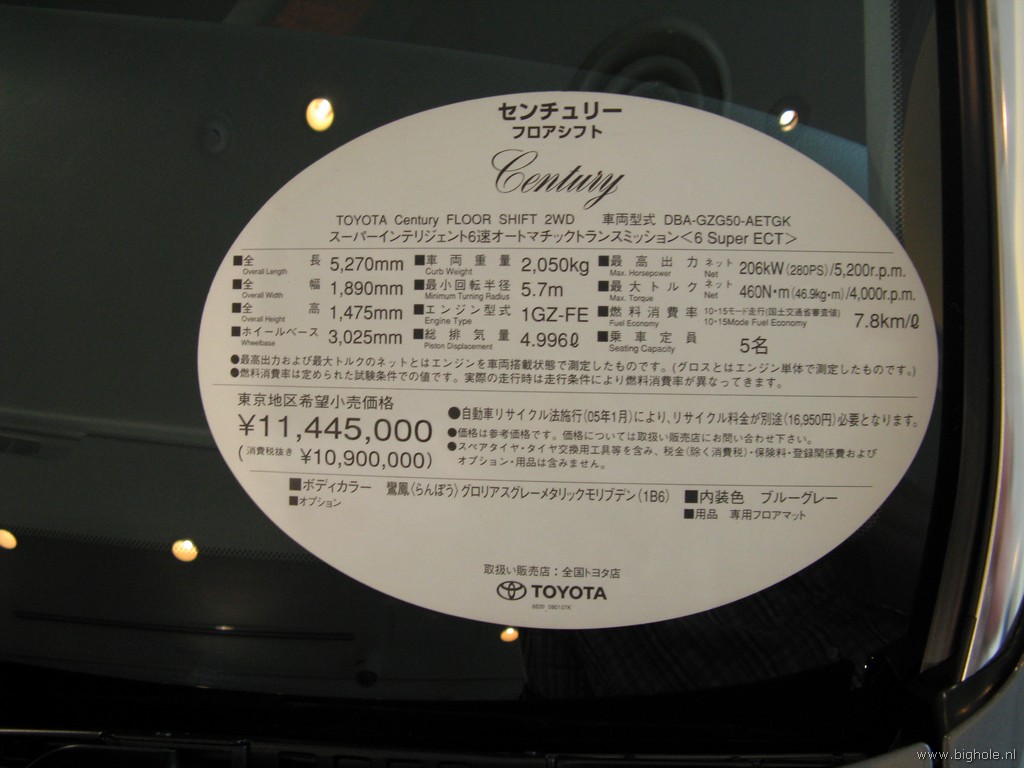 センチュリー
フロアシフト
Century
TOYOTA Century FLOOR SHIFT 2WD 車両型式 DBA-GZG50-AETGK
スーパーインテリジェント6速オートマチックトランスミッション<6 Super ECT>
■全長 Overall Length 5,270mm ■車両重量 Curb Weight 2,050kg ■最高出力 Max. Horsepower ネット Net 206kW(280PS)/5,200r.p.m.
■全幅 Overall Width 1,890mm ■最小回転半径 Minimum Turning Radius 5.7m ■最大トルク Max. Torque ネット Net 460N・m(46.9kg・m)/4,000r.p.m.
■全高 Overall Height 1,475mm ■エンジン型式 Engine Type 1GZ-FE ■燃料消費率 Fuel Economy 10・15モード走行(国土交通省審査値) 10・15Mode Fuel Economy 7.8km/ℓ
■ホイールベース Wheelbase 3,025mm ■総排気量 Piston Displacement 4.996ℓ ■乗車定員 Seating Capacity 5名
●最高出力および最大トルクのネットとはエンジンを車両搭載状態で測定したものです。(グロスとはエンジン単体で測定したものです。)
●燃料消費率は定められた試験条件での値です。実際の走行時は走行条件により燃料消費率が異なってきます。
東京地区希望小売価格
¥11,445,000
(消費税抜き ¥10,900,000)
●自動車リサイクル法施行(05年1月)により、リサイクル料金が別途(16,950円)必要となります。
●価格は参考価格です。価格については取扱い販売店にお問い合わせ下さい。
●スペアタイヤ・タイヤ交換用工具等を含み、税金(除く消費税)・保険料・登録関係費および
オプション・用品は含みません。
■ボディカラー 鸞鳳(らんぽう)グロリアスグレーメタリックモリブデン(1B6) ■内装色 ブルーグレー
■オプション ■用品 専用フロアマット
取扱い販売店：全国トヨタ店
TOYOTA
www.bighole.nl